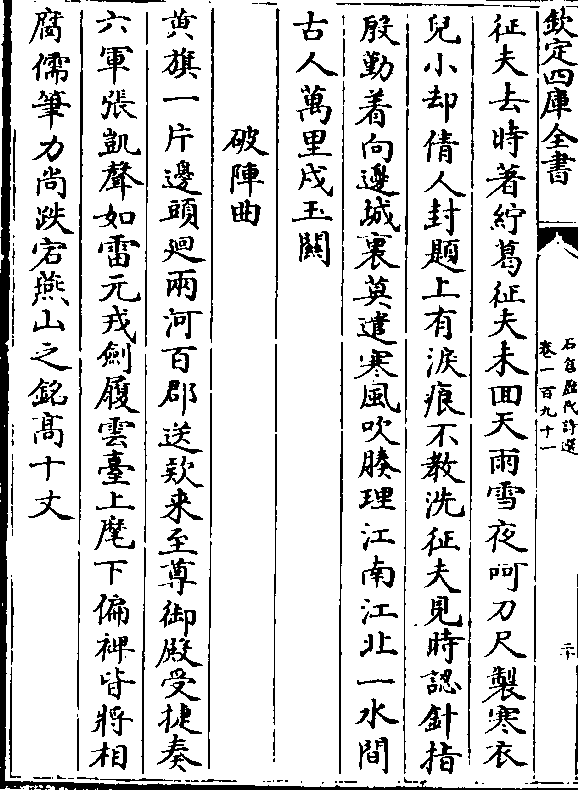 欽定四庫全書
石倉歷代詩選
卷一百九十一
二十
征夫去時著紵葛征夫未回天雨雪夜呵刀尺製寒衣
兒小却倩人封題上有淚痕不敎洗征夫見時認針指
殷勤着向邊城裏莫遣寒風吹腠理江南江北一水間
古人萬里戍玉關
破陣曲
黄旗一片邊頭廻兩河百郡送欵来至尊御殿受捷奏
六軍張凱聲如雷元戎劍履雲臺上麾下偏裨皆將相
腐儒筆力尚跌宕燕山之銘髙十丈